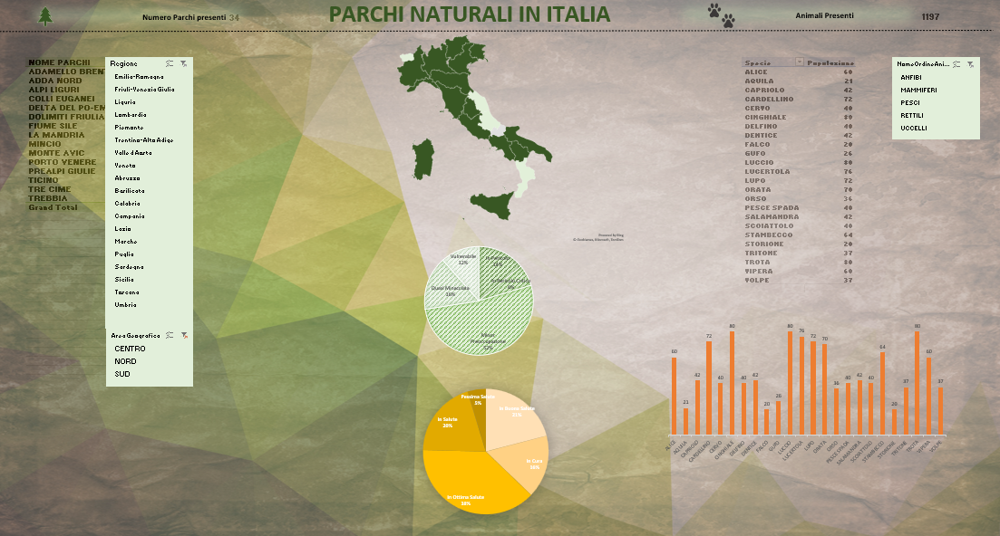 Numero Parchi presenti 34
PARCHI NATURALI IN ITALIA
Animali Presenti
1197
NOME PARCHI
ADAMELLO BREN
ADDA NORD
ALPI LIGURI
COLLI EUGANEI
DELTA DEL PO-EM
DOLIMITI FRIULIA
FIUME SILE
LA MANDRIA
MINCIO
MONTE AVIC
PORTO VENERE
PREALPI GIULIE
TICINO
TRE CIME
TREBBIA
Grand Total
Regione
Emilia-Romagna
Friuli-Venezia Giulia
Liguria
Lombardia
Piemonte
Trentino-Alto Adige
Valle d'Aosta
Veneto
Abruzzo
Basilicata
Calabria
Campania
Lazio
Marche
Puglia
Sardegna
Sicilia
Toscana
Umbria
Area Geografica
CENTRO
NORD
SUD
Powered by Bing
© GeoNames, Microsoft, TomTom
Vulnerabile
12%
In Pericolo
Quasi Minacciato
16%
Minor
Preoccupazione
52%
Pessima Salute
5%
In Buona Salute
21%
In Salute
20%
In Cura
16%
In Ottima Salute
38%
Specie Popolazione
ALICE 60
AQUILA 21
CAPRIOLO 42
CARDELLINO 72
CERVO 40
CINGHIALE 80
DELFINO 40
DENTICE 42
FALCO 20
GUFO 26
LUCCIO 80
LUCERTOLA 76
LUPO 72
ORATA 70
ORSO 36
PESCE SPADA 40
SALAMANDRA 42
SCOIATTOLO 40
STAMBECCO 64
STORIONE 20
TRITONE 37
TROTA 80
VIPERA 60
VOLPE 37
NomeOrdineAni...
ANFIBI
MAMMIFERI
PESCI
RETTILI
UCCELLI
60 21 42 72 40 80 40 42 20 26 80 76 72 70 36 40 42 40 64 20 37 80 60 37
ALICE AQUILA CAPRIOLO CARDELLINO CERVO CINGHIALE DELFINO DENTICE FALCO GUFO LUCCIO LUCERTOLA LUPO ORATA ORSO PESCE SPADA SALAMANDRA SCOIATTOLO STAMBECCO STORIONE TRITONE TROTA VIPERA VOLPE